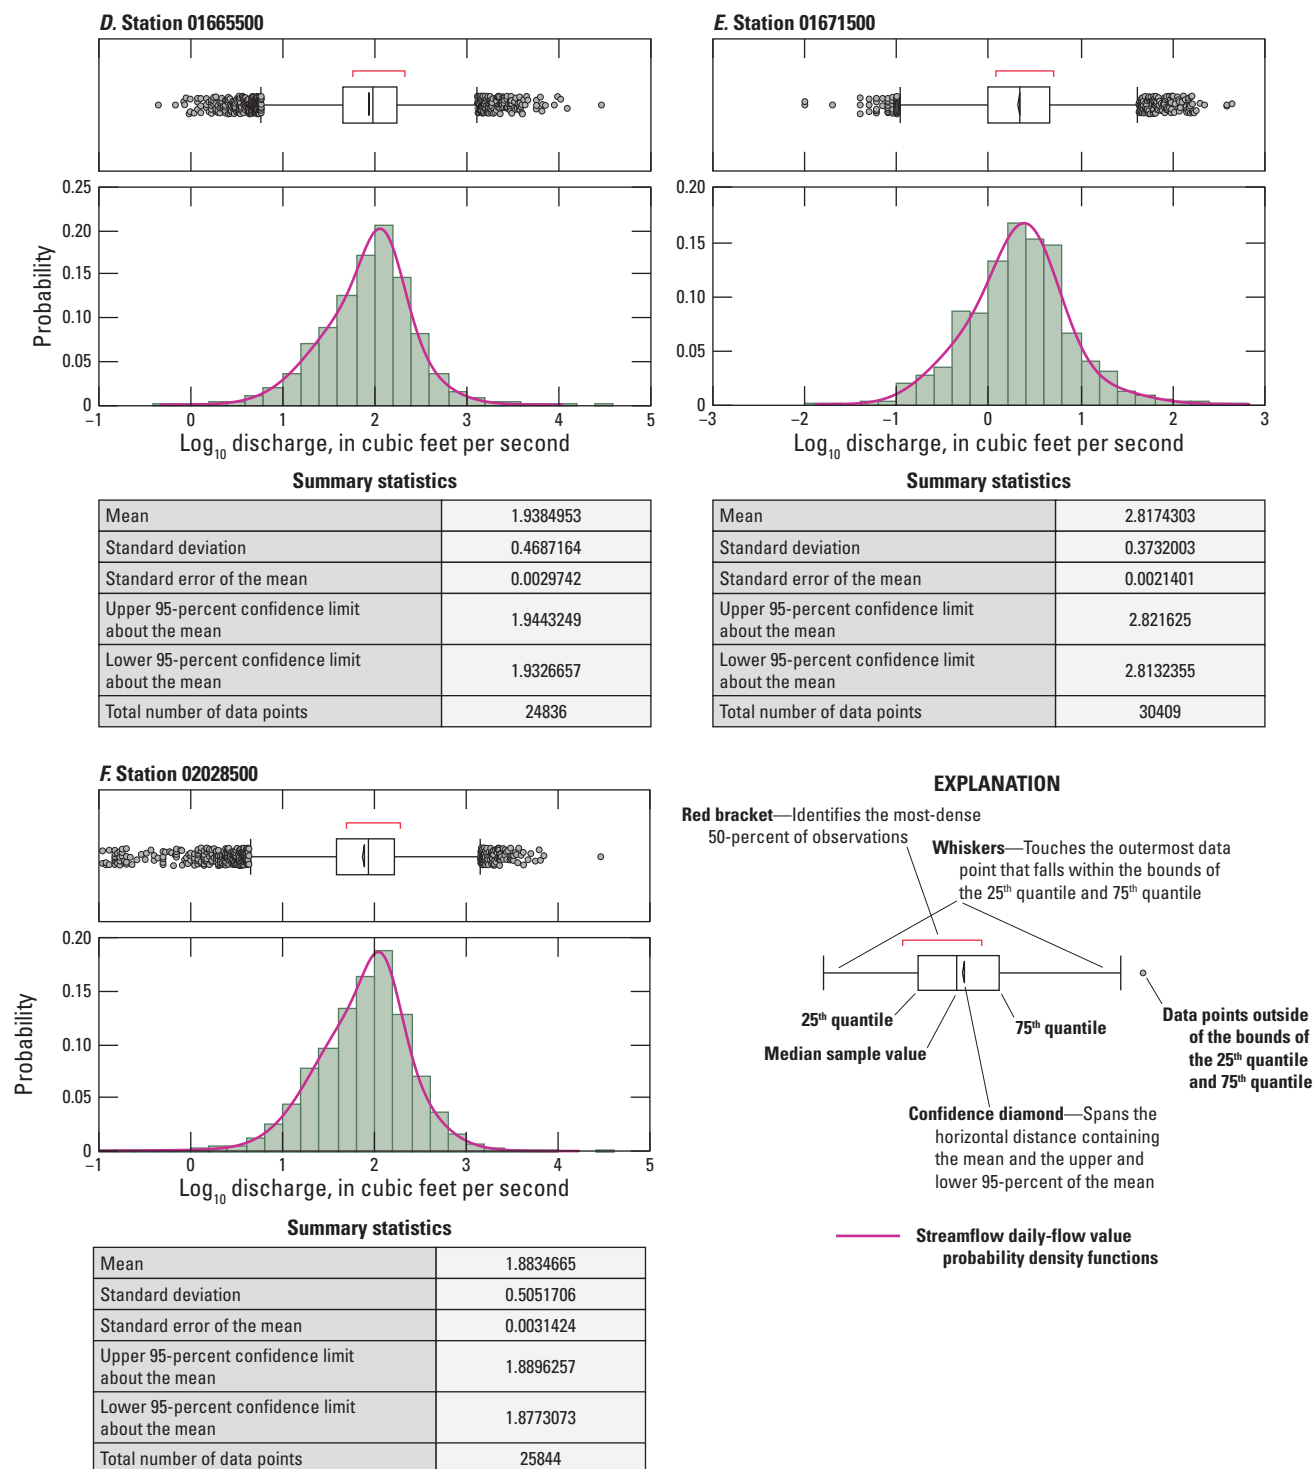 D. Station 01665500
0.25
0.20
0.15
0.10
0.05
0
Probability
−1 0 1 2 3 4 5
Log10 discharge, in cubic feet per second
Summary statistics
Mean 1.9384953
Standard deviation 0.4687164
Standard error of the mean 0.0029742
Upper 95-percent confidence limit
about the mean 1.9443249
Lower 95-percent confidence limit
about the mean 1.9326657
Total number of data points 24836
E. Station 01671500
0.20
0.15
0.10
0.05
0
−3 −2 −1 0 1 2 3
Log10 discharge, in cubic feet per second
Summary statistics
Mean 2.8174303
Standard deviation 0.3732003
Standard error of the mean 0.0021401
Upper 95-percent confidence limit
about the mean 2.821625
Lower 95-percent confidence limit
about the mean 2.8132355
Total number of data points 30409
F. Station 02028500
0.20
0.15
0.10
0.05
0
Probability
−1 0 1 2 3 4 5
Log10 discharge, in cubic feet per second
Summary statistics
Mean 1.8834665
Standard deviation 0.5051706
Standard error of the mean 0.0031424
Upper 95-percent confidence limit
about the mean 1.8896257
Lower 95-percent confidence limit
about the mean 1.8773073
Total number of data points 25844
EXPLANATION
Red bracket—Identifies the most-dense
50-percent of observations
Whiskers—Touches the outermost data
point that falls within the bounds of
the 25th quantile and 75th quantile
25th quantile
75th quantile
Median sample value
Data points outside
of the bounds of
the 25th quantile
and 75th quantile
Confidence diamond—Spans the
horizontal distance containing
the mean and the upper and
lower 95-percent of the mean
Streamflow daily-flow value
probability density functions